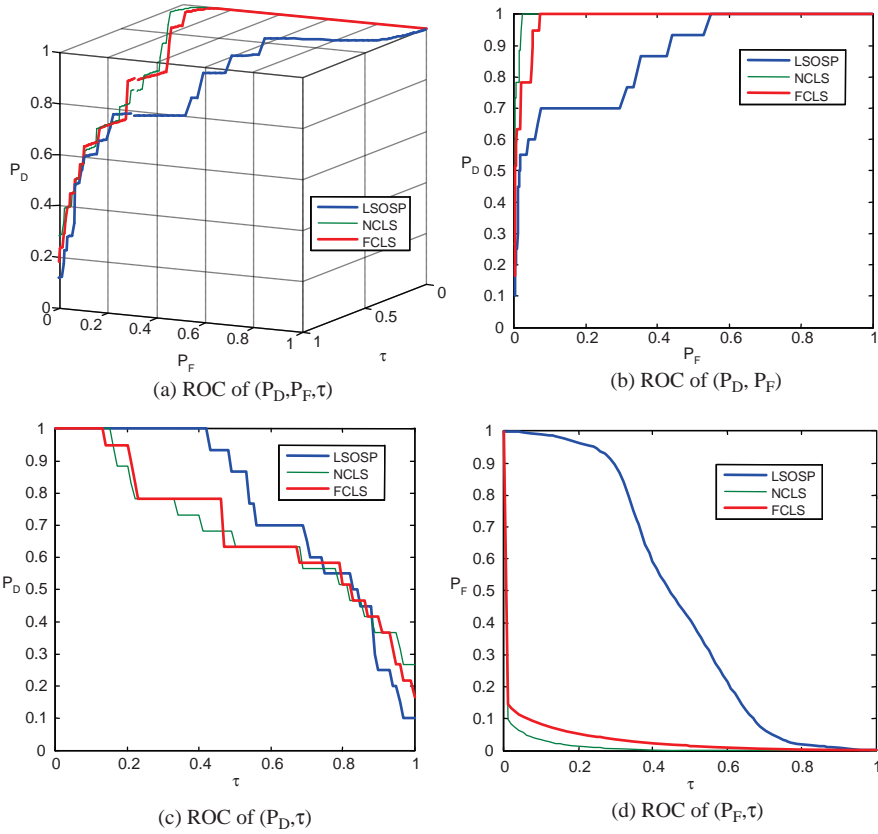 1
0.8
0.6
P_D
0.4
0.2
0
0
0.2
0.4
0.6
0.8
1
P_F
1
0.5
0
τ
LSOSP
NCLS
FCLS
(a) ROC of (P_D,P_F,τ)
1
0.9
0.8
0.7
0.6
P_D
0.5
0.4
0.3
0.2
0.1
0
0.2
0.4
0.6
0.8
1
P_F
LSOSP
NCLS
FCLS
(b) ROC of (P_D, P_F)
1
0.9
0.8
0.7
0.6
P_D
0.5
0.4
0.3
0.2
0.1
0
0
0.2
0.4
0.6
0.8
1
τ
LSOSP
NCLS
FCLS
(c) ROC of (P_D,τ)
1
0.9
0.8
0.7
0.6
P_F
0.5
0.4
0.3
0.2
0.1
0
0
0.2
0.4
0.6
0.8
1
τ
LSOSP
NCLS
FCLS
(d) ROC of (P_F,τ)